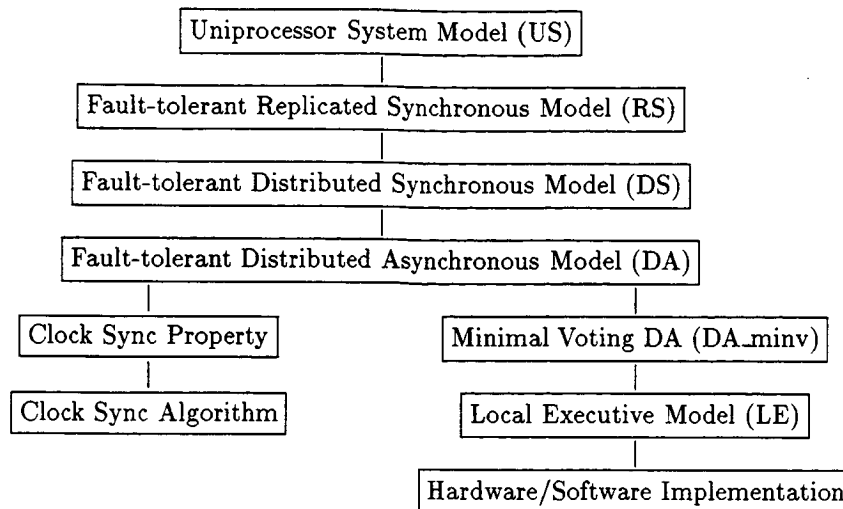 Uniprocessor System Model (US)
Fault-tolerant Replicated Synchronous Model (RS)
Fault-tolerant Distributed Synchronous Model (DS)
Fault-tolerant Distributed Asynchronous Model (DA)
Clock Sync Property
Minimal Voting DA (DA_minv)
Clock Sync Algorithm
Local Executive Model (LE)
Hardware/Software Implementation